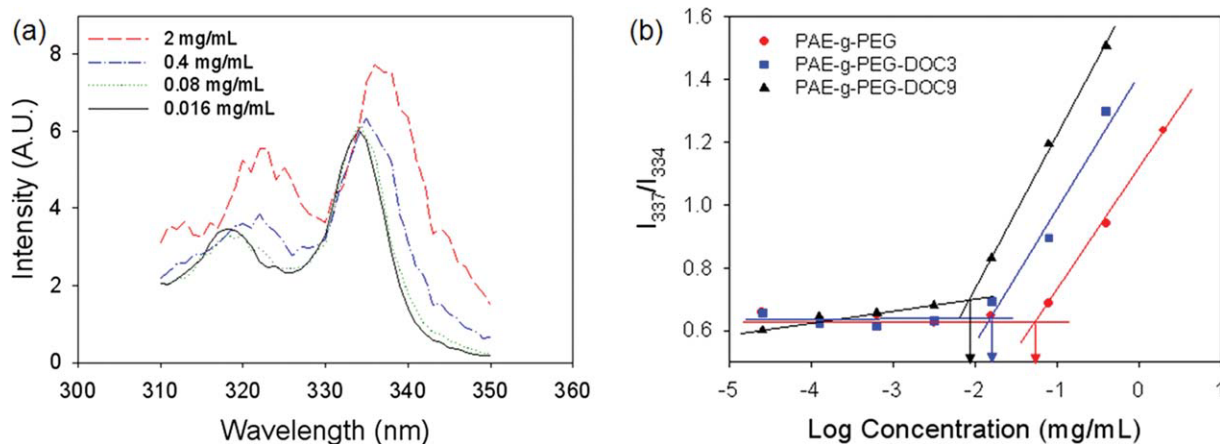 (a)
2 mg/mL
0.4 mg/mL
0.08 mg/mL
0.016 mg/mL
Intensity (A.U.)
8
6
4
2
0
300 310 320 330 340 350 360
Wavelength (nm)
(b)
PAE-g-PEG
PAE-g-PEG-DOC3
PAE-g-PEG-DOC9
I337/I334
1.6
1.4
1.2
1.0
0.8
0.6
-5 -4 -3 -2 -1 0 1
Log Concentration (mg/mL)